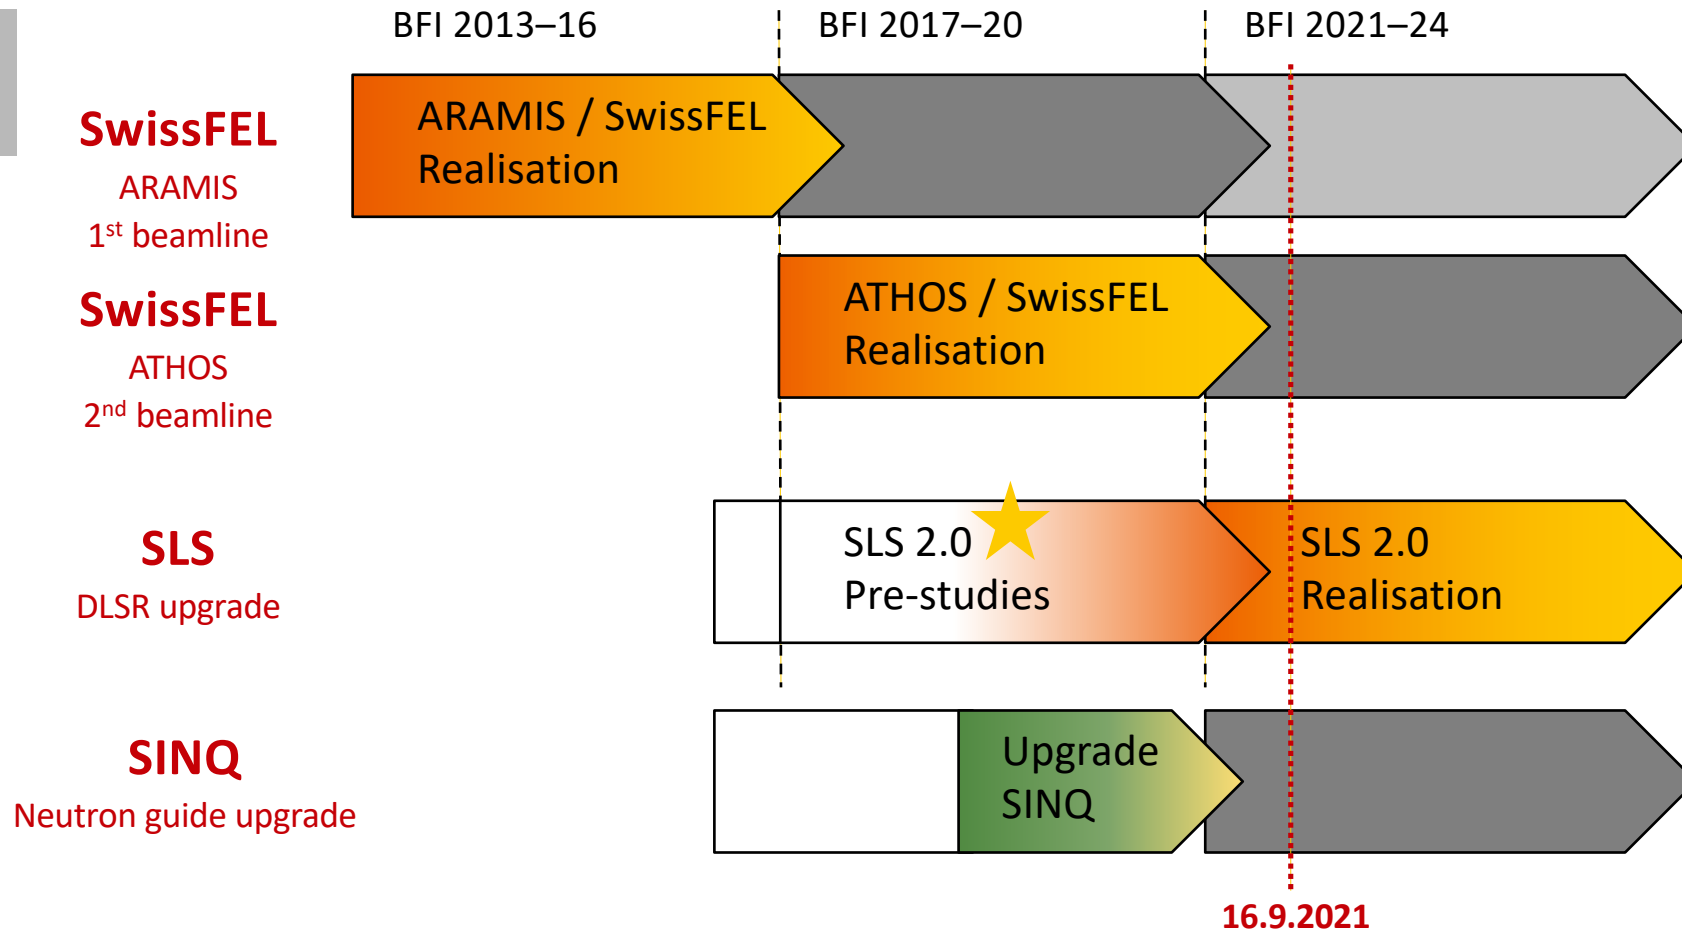 BFI 2013–16
BFI 2017–20
BFI 2021–24
SwissFEL
ARAMIS
1st beamline
ARAMIS / SwissFEL
Realisation
SwissFEL
ATHOS
2nd beamline
ATHOS / SwissFEL
Realisation
SLS
DLSR upgrade
SLS 2.0
Pre-studies
SLS 2.0
Realisation
SINQ
Neutron guide upgrade
Upgrade
SINQ
16.9.2021